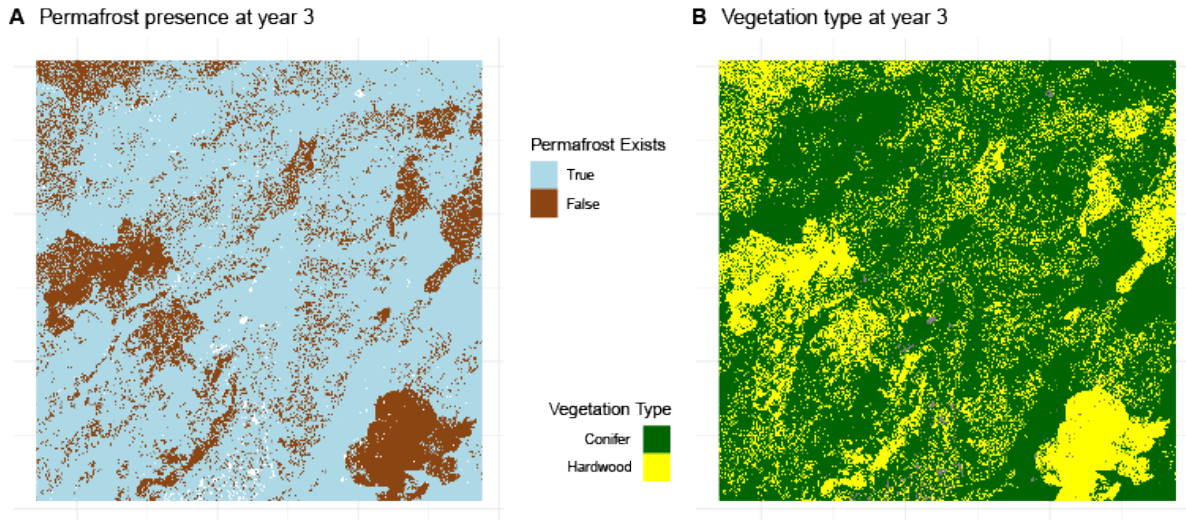 A Permafrost presence at year 3
B Vegetation type at year 3
Permafrost Exists
True
False
Vegetation Type
Conifer
Hardwood